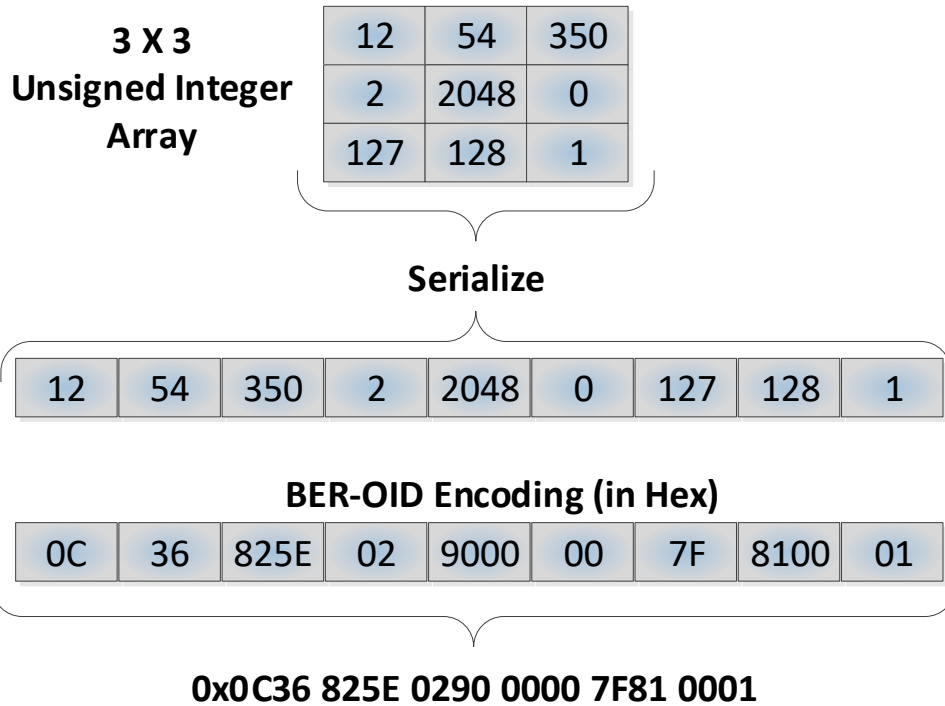 3 X 3
Unsigned Integer
Array
12 54 350
2 2048 0
127 128 1
Serialize
12 54 350 2 2048 0 127 128 1
BER-OID Encoding (in Hex)
0C 36 825E 02 9000 00 7F 8100 01
0x0C36 825E 0290 0000 7F81 0001